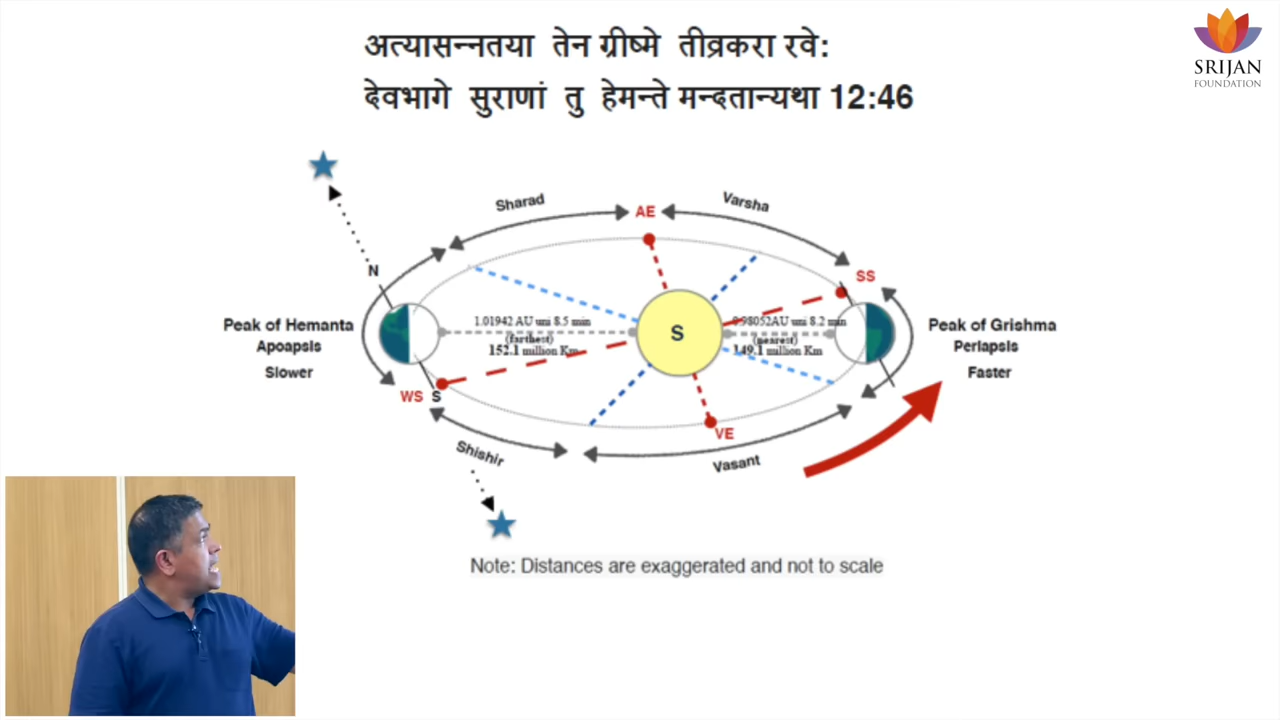 अत्यासन्नतया तेन ग्रीष्मे तीव्रकरा रवे:
देवभागे सुराणां तु हेमन्ते मन्दतान्यथा 12:46
SRIJAN
FOUNDATION
Sharad
AE
Varsha
N
SS
Peak of Hemanta
Apoapsis
Slower
1.01942 AU uni 8.5 min
(farthest)
152.1 million Km
S
0.98052AU uni 8.2 min
(nearest)
149.1 million Km
Peak of Grishma
Periapsis
Faster
WS S
VE
Shishir
Vasant
Note: Distances are exaggerated and not to scale